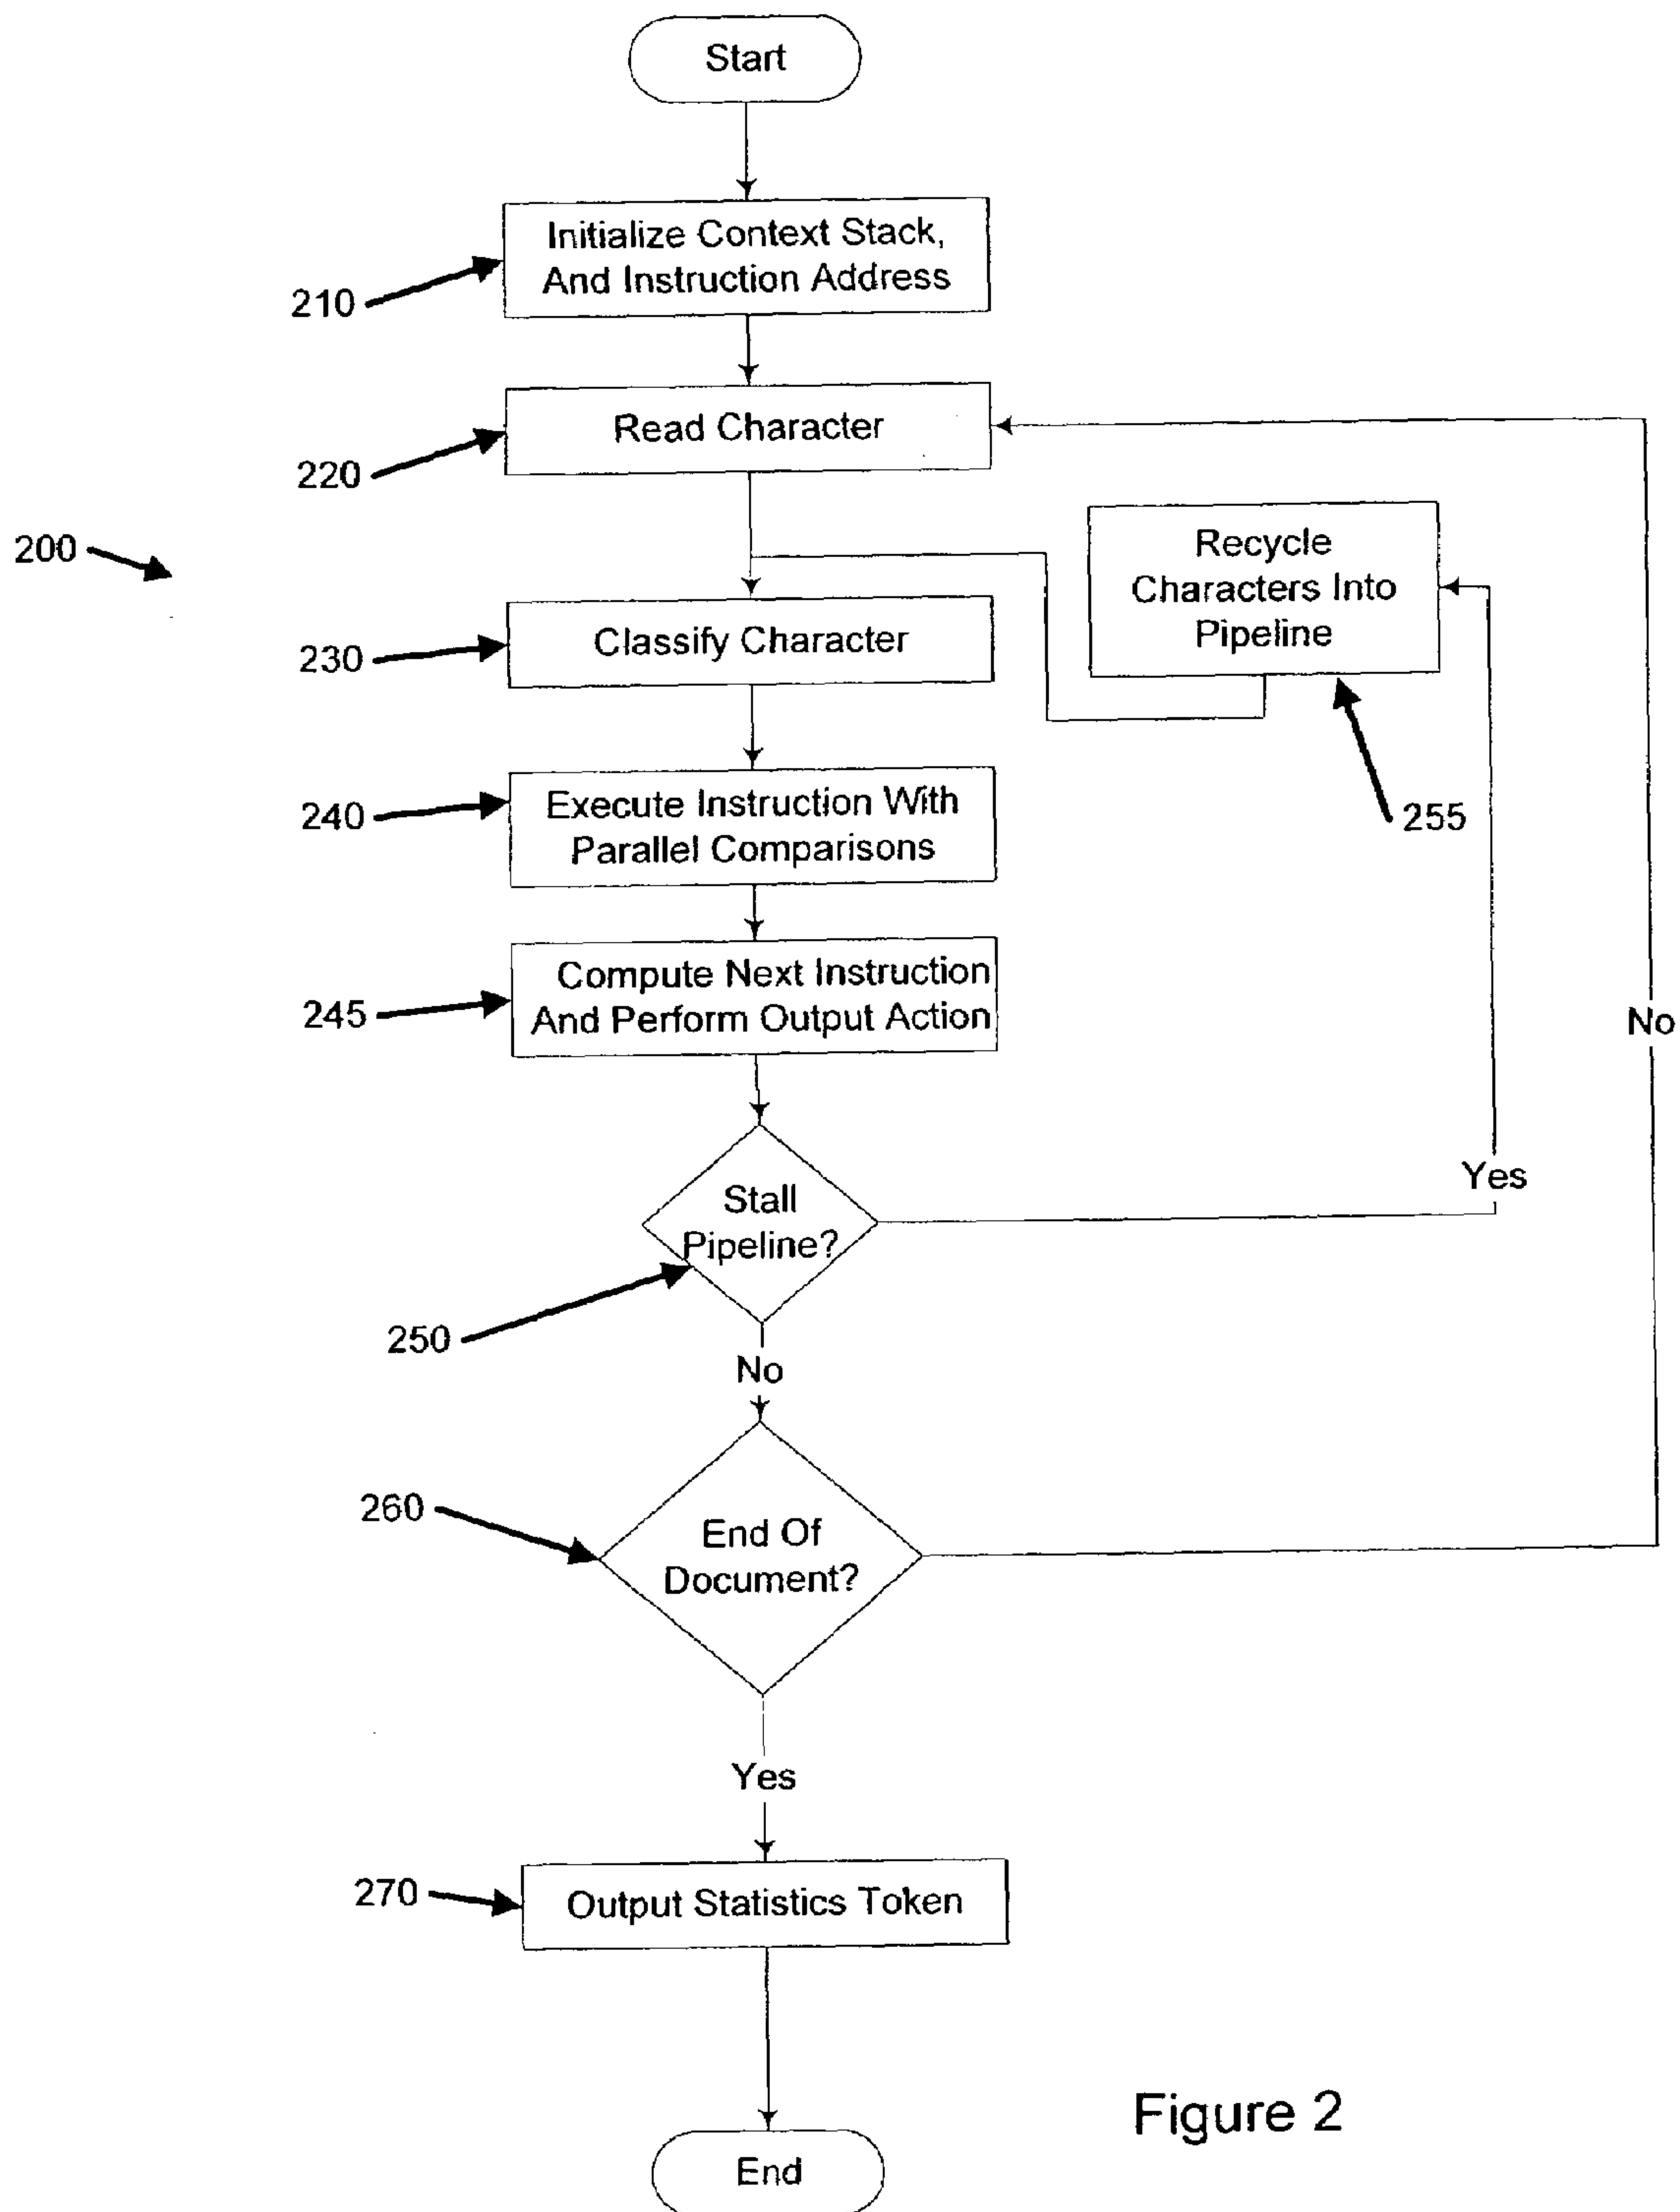 Start
Initialize Context Stack,
And Instruction Address
210
Read Character
220
Recycle
Characters Into
Pipeline
200
Classify Character
230
Execute Instruction With
Parallel Comparisons
240
255
Compute Next Instruction
And Perform Output Action
245
No
Stall
Pipeline?
Yes
250
No
260
End Of
Document?
Yes
270
Output Statistics Token
Figure 2
End